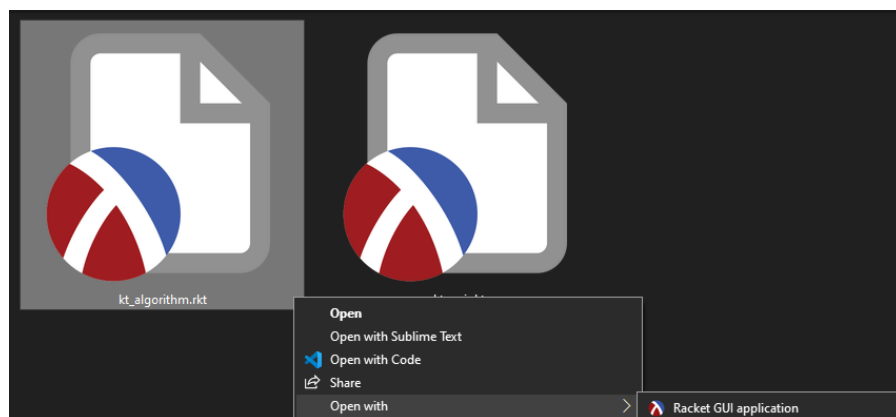 kt_algorithm.rkt
Open
Open with Sublime Text
Open with Code
Share
Open with
Racket GUI application